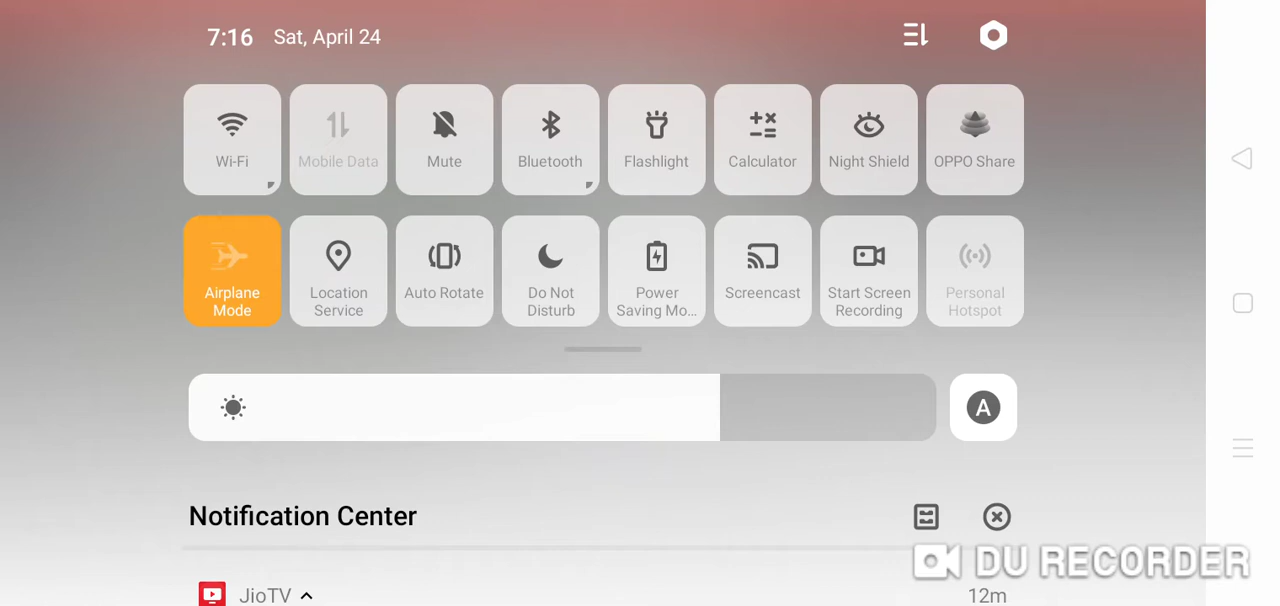 7:16 Sat, April 24
Wi-Fi Mobile Data Mute Bluetooth Flashlight Calculator Night Shield OPPO Share
Airplane Mode
Location Service
Auto Rotate
Do Not Disturb
Power Saving Mo...
Screencast
Start Screen Recording
Personal Hotspot
A
Notification Center
DU RECORDER
JioTV 12m